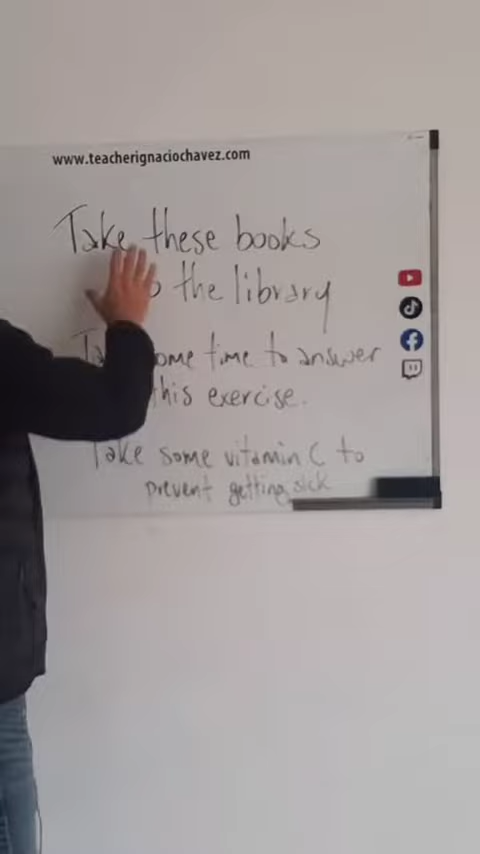 www.teacherignaciochavez.com
Take these books
the library
time to answer
this exercise.
Take some vitamin C to
prevent getting sick